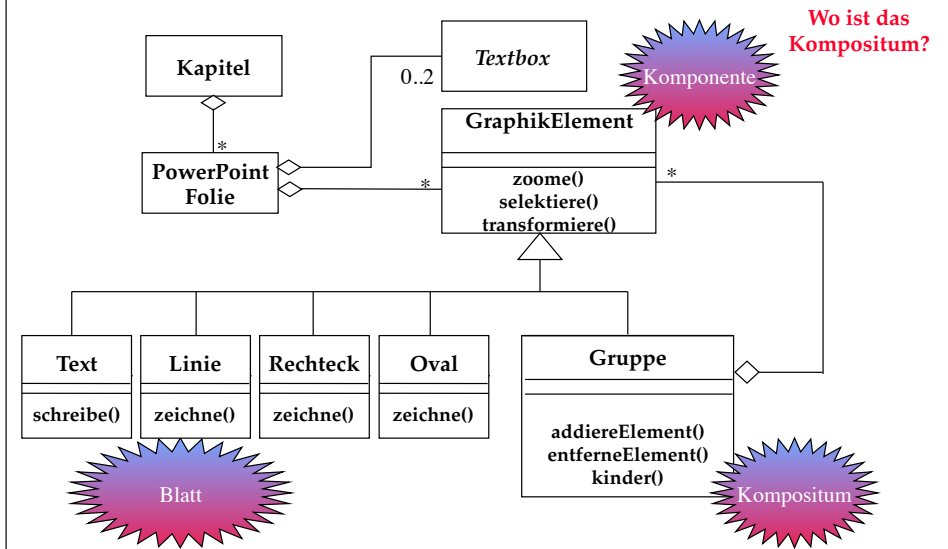 Wo ist das
Kompositum?
Kapitel
Textbox
0..2
Komponente
GraphikElement
*
PowerPoint
Folie
*
*
zoome()
selektiere()
transformiere()
Text
schreibe()
Linie
zeichne()
Rechteck
zeichne()
Oval
zeichne()
Gruppe
addiereElement()
entferneElement()
kinder()
Blatt
Kompositum